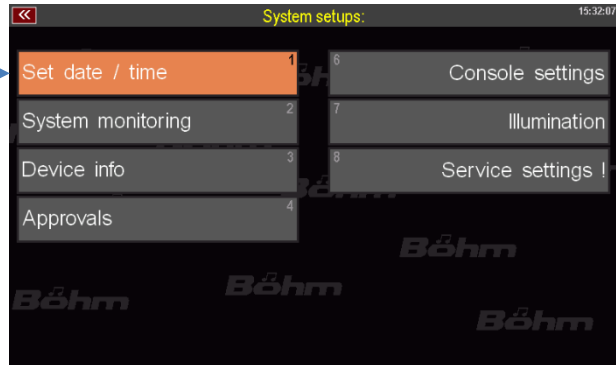 «
System setups:
15:32:07
Set date / time
1
System monitoring
2
Device info
3
Approvals
4
6
Console settings
7
Illumination
8
Service settings !
Böhm
Böhm
Böhm
Böhm
Böhm
Böhm